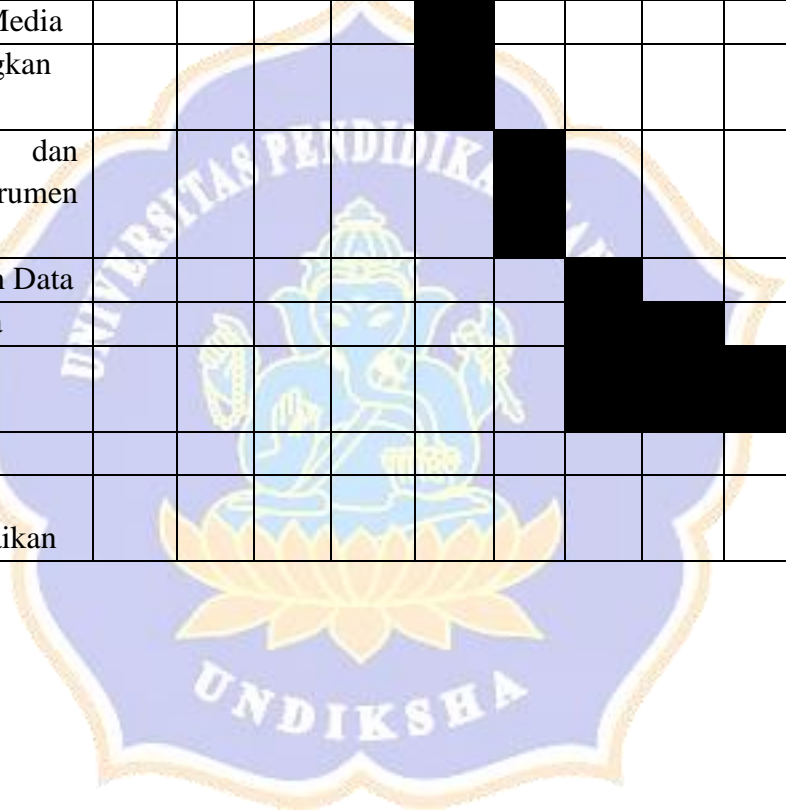 Media
gkan
dan
rumen
n Data
a
ikan
UNIVERSITAS PENDIDIKA
UNDIKSHA